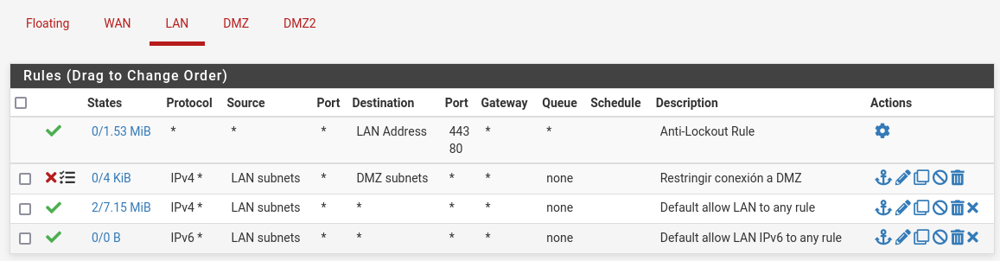 Floating WAN LAN DMZ DMZ2
Rules (Drag to Change Order)
States Protocol Source Port Destination Port Gateway Queue Schedule Description Actions
0/1.53 MiB * * * LAN Address 443 * * Anti-Lockout Rule
80
0/4 KiB IPv4 * LAN subnets * DMZ subnets * * none Restringir conexión a DMZ
2/7.15 MiB IPv4 * LAN subnets * * * * none Default allow LAN to any rule
0/0 B IPv6 * LAN subnets * * * * none Default allow LAN IPv6 to any rule